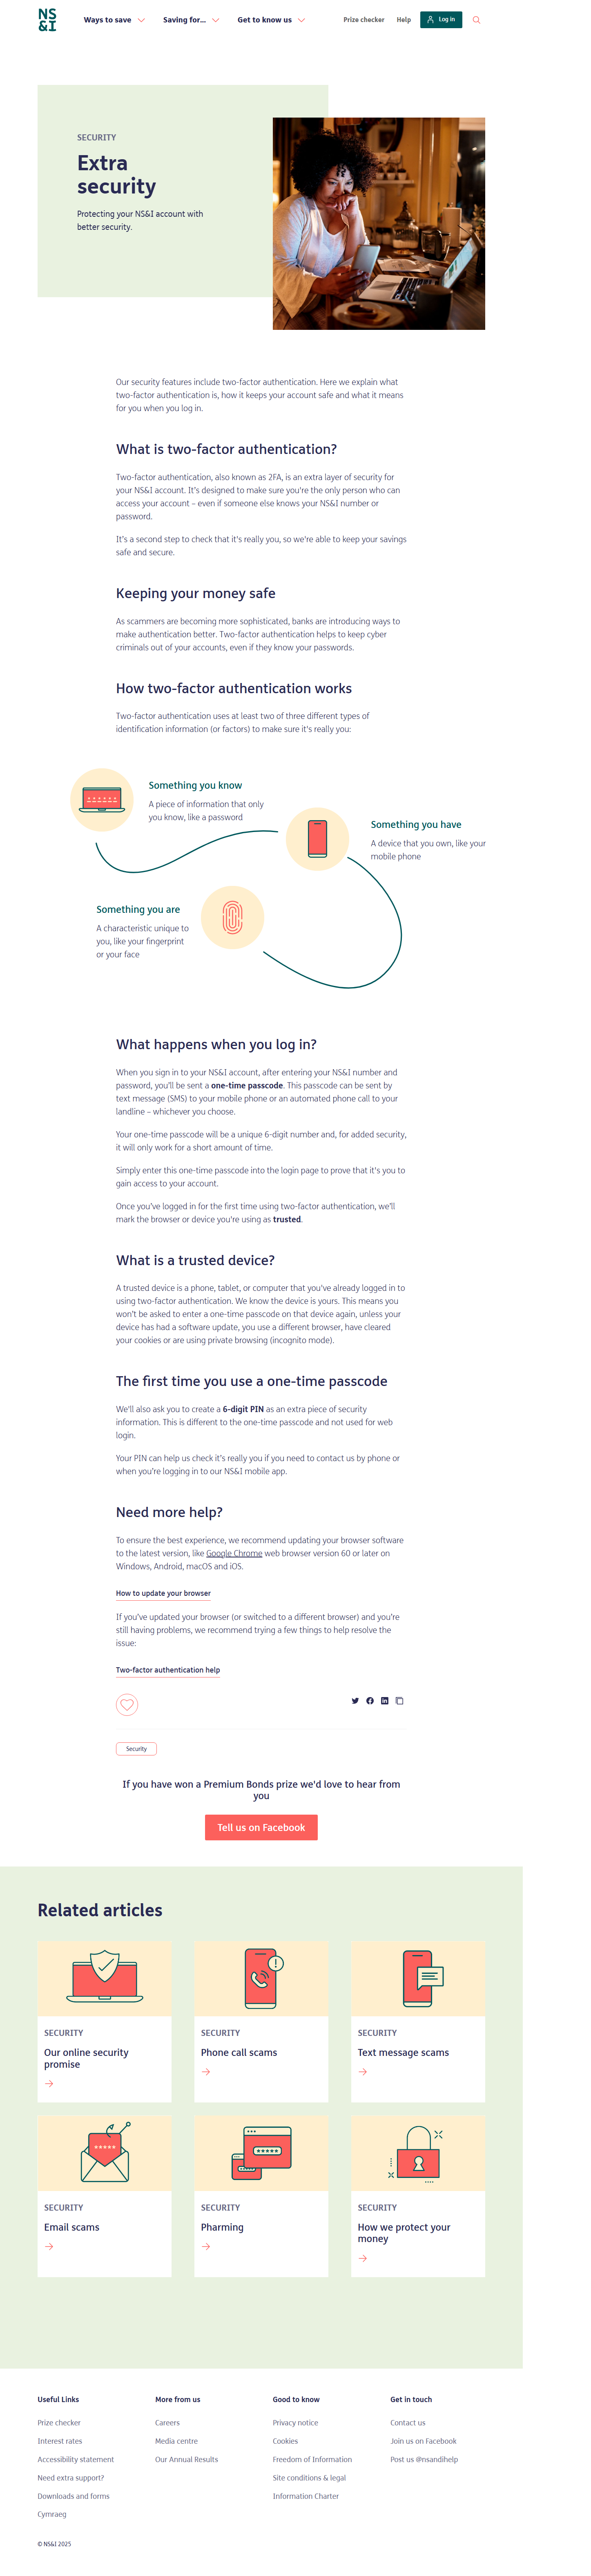 NS&I
Ways to save
Saving for...
Get to know us
Prize checker
Help
Log in
SECURITY
Extra
security
Protecting your NS&I account with
better security.
Our security features include two-factor authentication. Here we explain what
two-factor authentication is, how it keeps your account safe and what it means
for you when you log in.
What is two-factor authentication?
Two-factor authentication, also known as 2FA, is an extra layer of security for
your NS&I account. It's designed to make sure you're the only person who can
access your account – even if someone else knows your NS&I number or
password.
It's a second step to check that it's really you, so we're able to keep your savings
safe and secure.
Keeping your money safe
As scammers are becoming more sophisticated, banks are introducing ways to
make authentication better. Two-factor authentication helps to keep cyber
criminals out of your accounts, even if they know your passwords.
How two-factor authentication works
Two-factor authentication uses at least two of three different types of
identification information (or factors) to make sure it's really you:
Something you know
A piece of information that only
you know, like a password
Something you have
A device that you own, like your
mobile phone
Something you are
A characteristic unique to
you, like your fingerprint
or your face
What happens when you log in?
When you sign in to your NS&I account, after entering your NS&I number and
password, you'll be sent a one-time passcode. This passcode can be sent by
text message (SMS) to your mobile phone or an automated phone call to your
landline – whichever you choose.
Your one-time passcode will be a unique 6-digit number and, for added security,
it will only work for a short amount of time.
Simply enter this one-time passcode into the login page to prove that it's you to
gain access to your account.
Once you've logged in for the first time using two-factor authentication, we'll
mark the browser or device you're using as trusted.
What is a trusted device?
A trusted device is a phone, tablet, or computer that you've already logged in to
using two-factor authentication. We know the device is yours. This means you
won't be asked to enter a one-time passcode on that device again, unless your
device has had a software update, you use a different browser, have cleared
your cookies or are using private browsing (incognito mode).
The first time you use a one-time passcode
We'll also ask you to create a 6-digit PIN as an extra piece of security
information. This is different to the one-time passcode and not used for web
login.
Your PIN can help us check it's really you if you need to contact us by phone or
when you're logging in to our NS&I mobile app.
Need more help?
To ensure the best experience, we recommend updating your browser software
to the latest version, like Google Chrome web browser version 60 or later on
Windows, Android, macOS and iOS.
How to update your browser
If you've updated your browser (or switched to a different browser) and you're
still having problems, we recommend trying a few things to help resolve the
issue:
Two-factor authentication help
Security
If you have won a Premium Bonds prize we'd love to hear from
you
Tell us on Facebook
Related articles
SECURITY
Our online security
promise
SECURITY
Phone call scams
SECURITY
Text message scams
SECURITY
Email scams
SECURITY
Pharming
SECURITY
How we protect your
money
Useful Links
Prize checker
Interest rates
Accessibility statement
Need extra support?
Downloads and forms
Cymraeg
More from us
Careers
Media centre
Our Annual Results
Good to know
Privacy notice
Cookies
Freedom of Information
Site conditions & legal
Information Charter
Get in touch
Contact us
Join us on Facebook
Post us @nsandihelp
© NS&I 2025